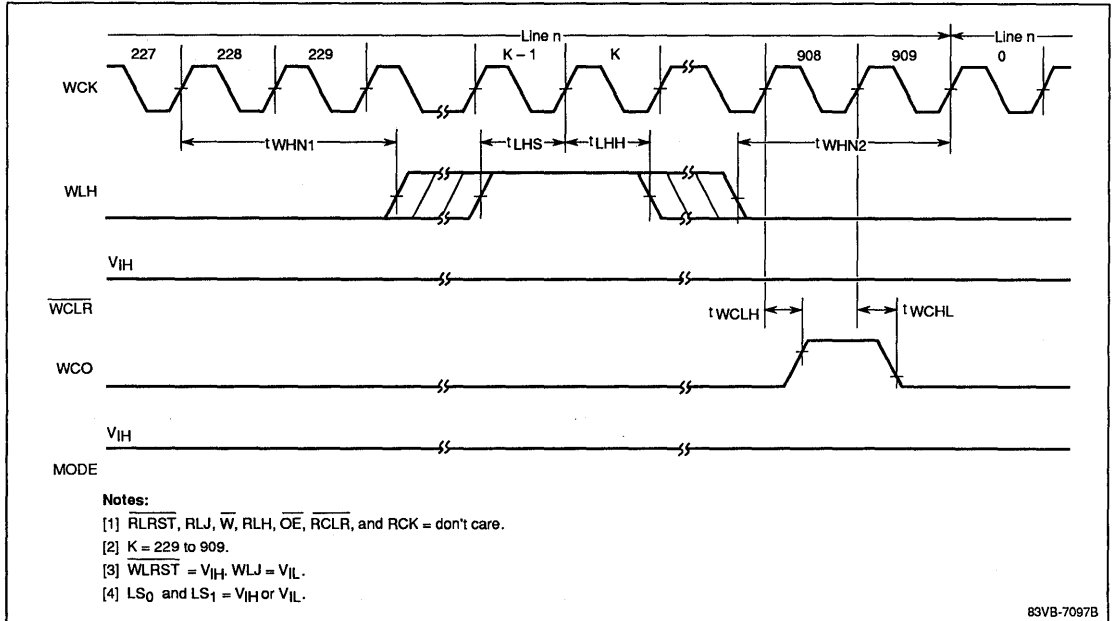 Line n Line n
227 228 229 K – 1 K 908 909 0
WCK
tWHN1 tLHS tLHH tWHN2
WLH
VIH
WCLR
tWCLH tWCHL
WCO
VIH
MODE
Notes:
[1] RLRST, RLJ, W, RLH, OE, RCLR, and RCK = don't care.
[2] K = 229 to 909.
[3] WLRST = VIH. WLJ = VIL.
[4] LS0 and LS1 = VIH or VIL.
83VB-7097B